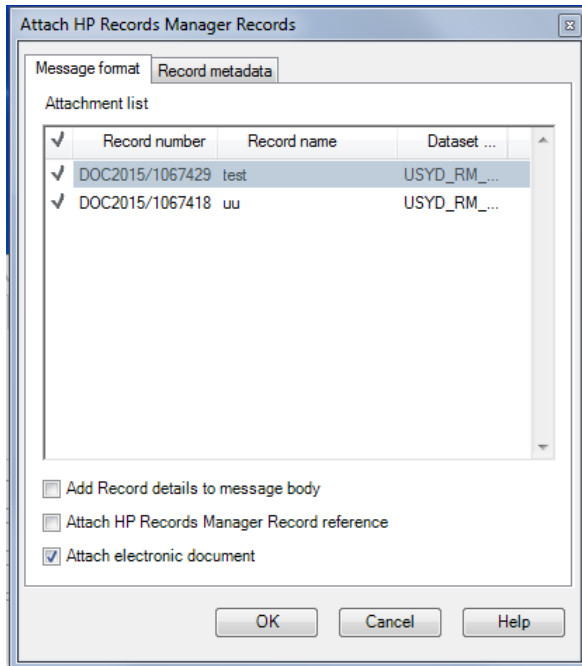 Attach HP Records Manager Records
Message format Record metadata
Attachment list
Record number Record name Dataset ...
DOC2015/1067429 test USYD_RM_...
DOC2015/1067418 uu USYD_RM_...
Add Record details to message body
Attach HP Records Manager Record reference
Attach electronic document
OK Cancel Help